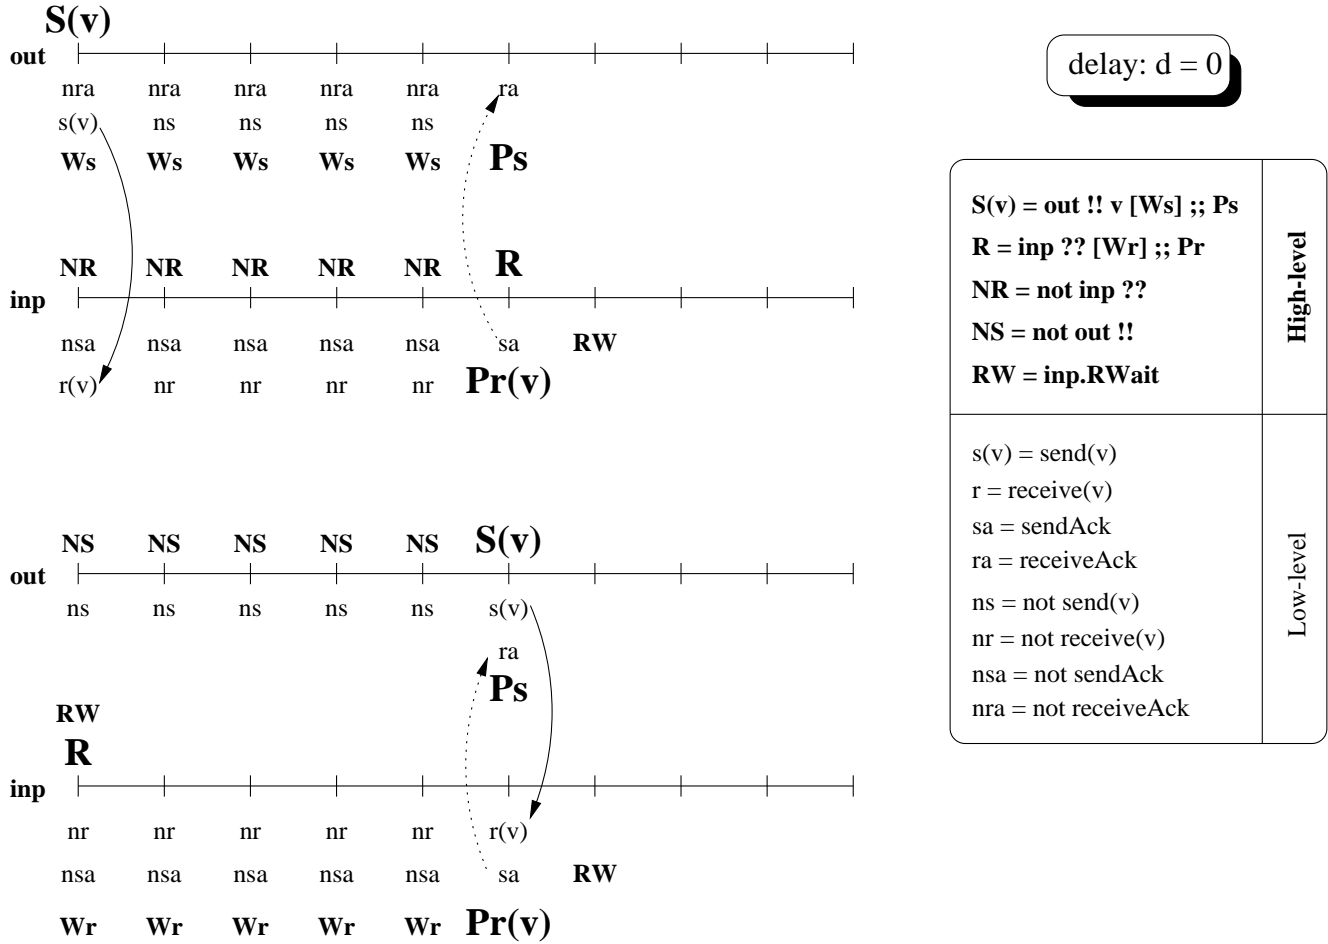 S(v)
out
nra nra nra nra nra ra
s(v) ns ns ns ns
Ws Ws Ws Ws Ws Ps
NR NR NR NR NR R
inp
nsa nsa nsa nsa nsa sa RW
r(v) nr nr nr nr Pr(v)
NS NS NS NS NS S(v)
out
ns ns ns ns ns s(v)
ra
Ps
RW
R
inp
nr nr nr nr nr r(v)
nsa nsa nsa nsa nsa sa RW
Wr Wr Wr Wr Wr Pr(v)
delay: d = 0
S(v) = out !! v [Ws] ;; Ps
R = inp ?? [Wr] ;; Pr
NR = not inp ??
NS = not out !!
RW = inp.RWait
High-level
s(v) = send(v)
r = receive(v)
sa = sendAck
ra = receiveAck
ns = not send(v)
nr = not receive(v)
nsa = not sendAck
nra = not receiveAck
Low-level